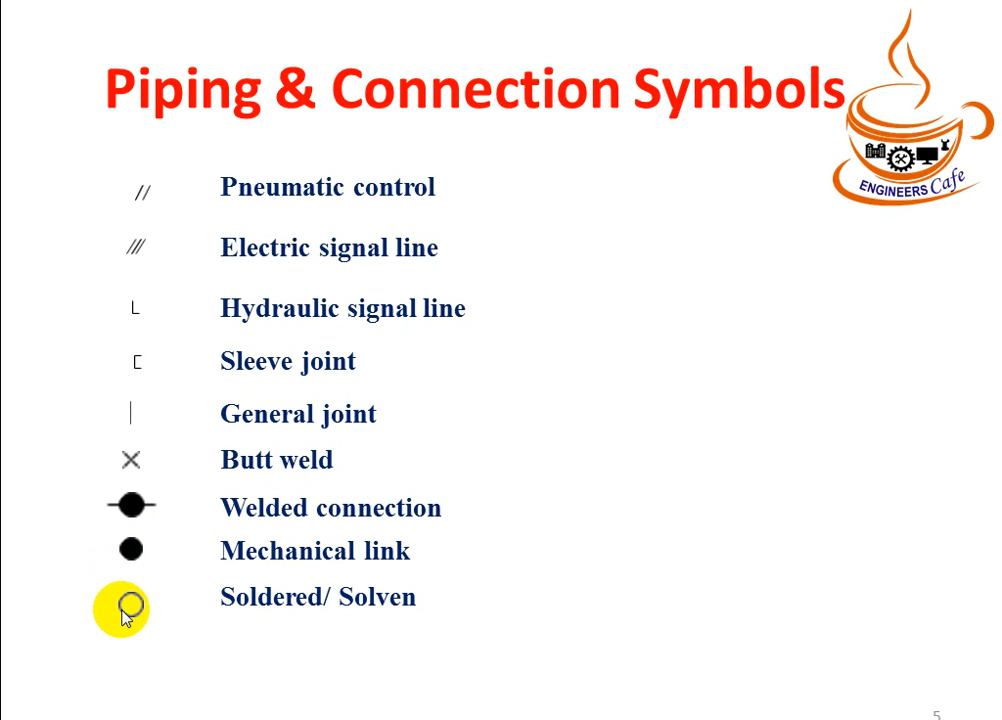 Piping & Connection Symbols
ENGINEERS Cafe
// Pneumatic control
/// Electric signal line
L Hydraulic signal line
Sleeve joint
General joint
Butt weld
Welded connection
Mechanical link
Soldered/ Solven
5